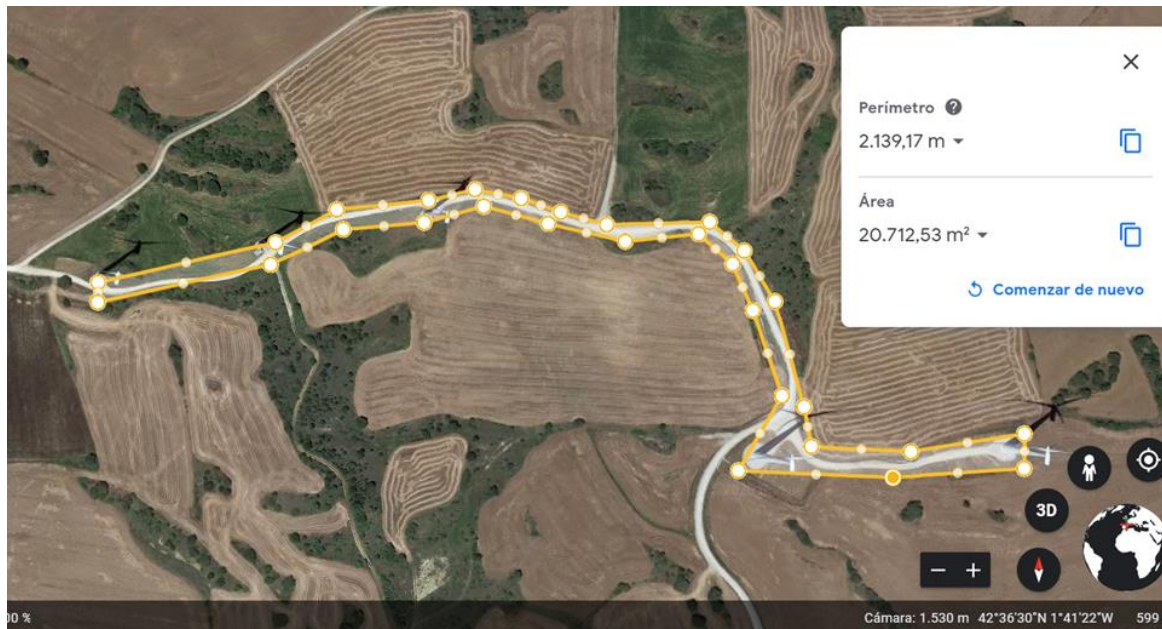 Perímetro ?
2.139,17 m
Área
20.712,53 m²
Comenzar de nuevo
3D
00 % Cámara: 1.530 m 42°36'30"N 1°41'22"W 599